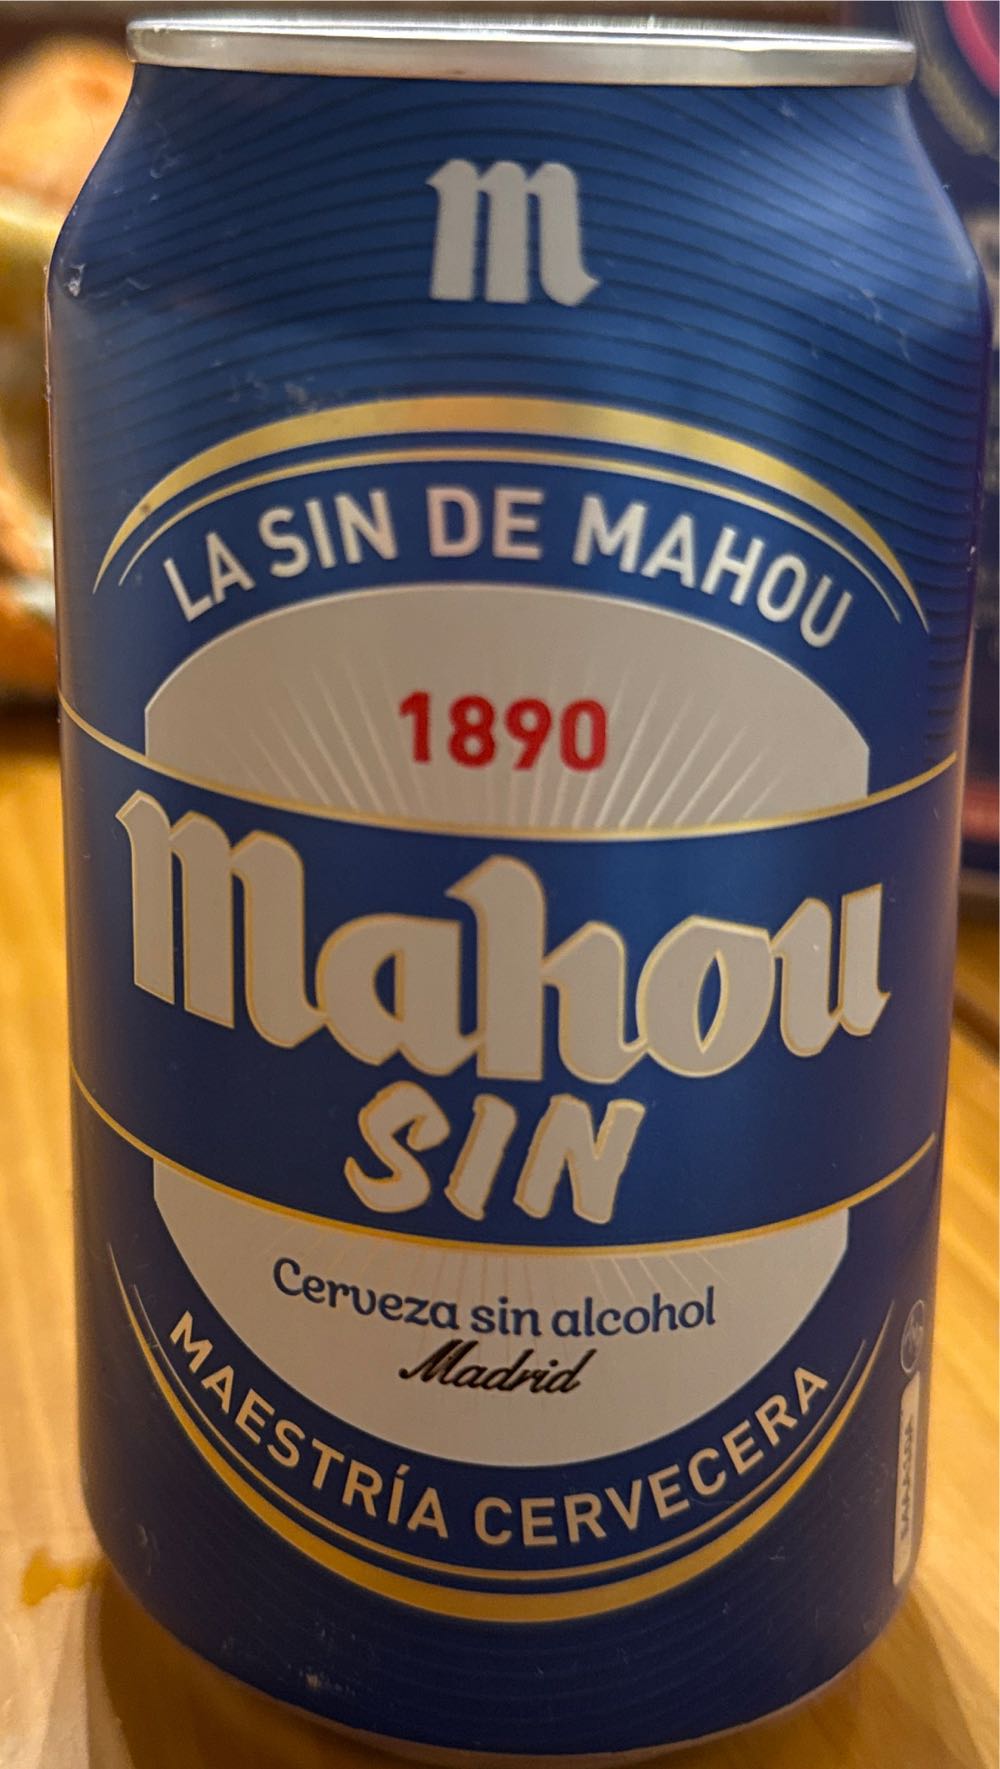 m
LA SIN DE MAHOU
1890
Mahou
SIN
Cerveza sin alcohol
Madrid
MAESTRÍA CERVECERA